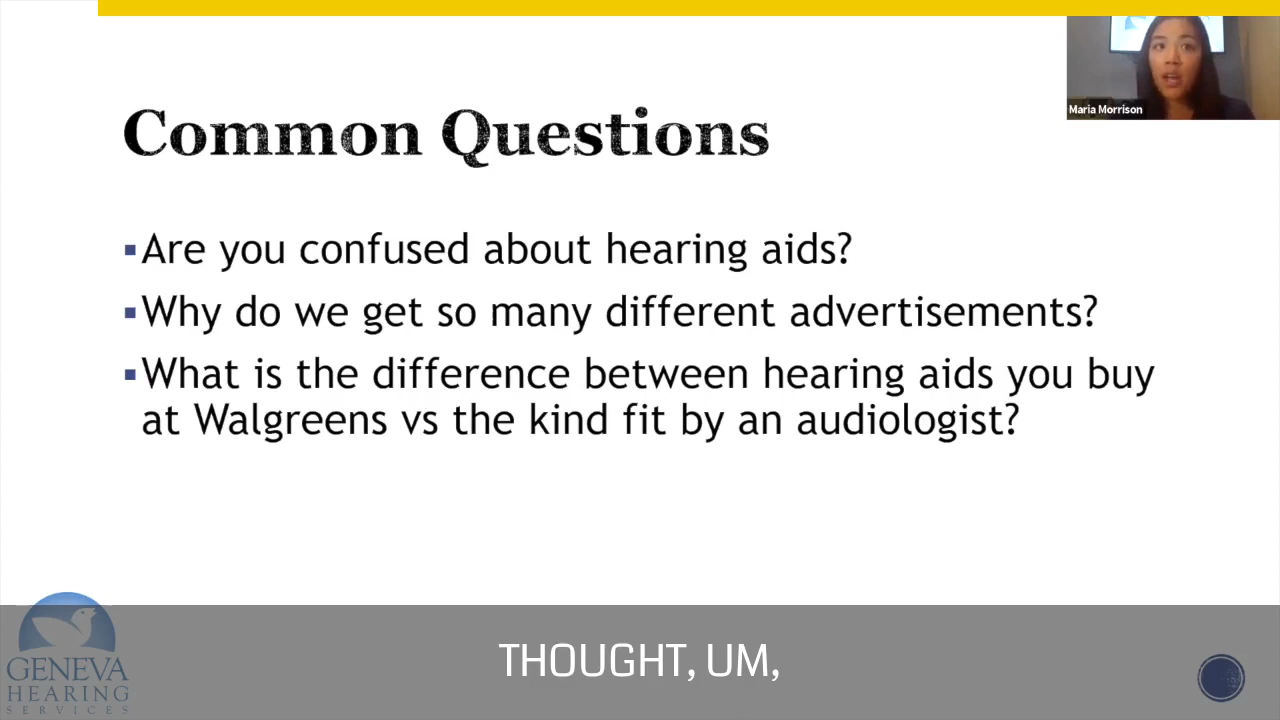 Maria Morrison
Common Questions
Are you confused about hearing aids?
Why do we get so many different advertisements?
What is the difference between hearing aids you buy
at Walgreens vs the kind fit by an audiologist?
GENEVA
HEARING
SERVICES
THOUGHT, UM,